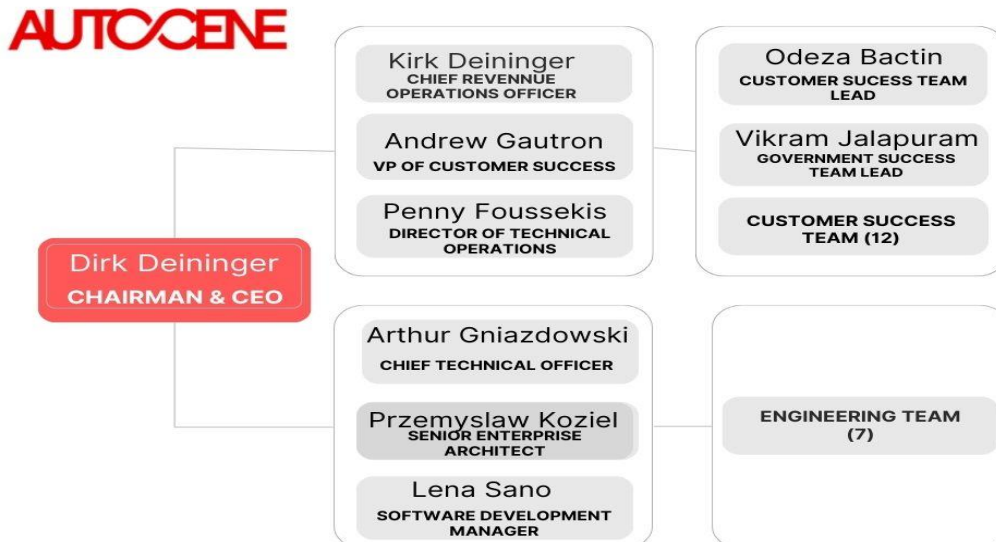 AUTOCENE
Kirk Deininger
CHIEF REVENNUE
OPERATIONS OFFICER
Andrew Gautron
VP OF CUSTOMER SUCCESS
Penny Foussekis
DIRECTOR OF TECHNICAL
OPERATIONS
Odeza Bactin
CUSTOMER SUCESS TEAM
LEAD
Vikram Jalapuram
GOVERNMENT SUCCESS
TEAM LEAD
CUSTOMER SUCCESS
TEAM (12)
Dirk Deininger
CHAIRMAN & CEO
Arthur Gniazdowski
CHIEF TECHNICAL OFFICER
Przemyslaw Koziel
SENIOR ENTERPRISE
ARCHITECT
Lena Sano
SOFTWARE DEVELOPMENT
MANAGER
ENGINEERING TEAM
(7)